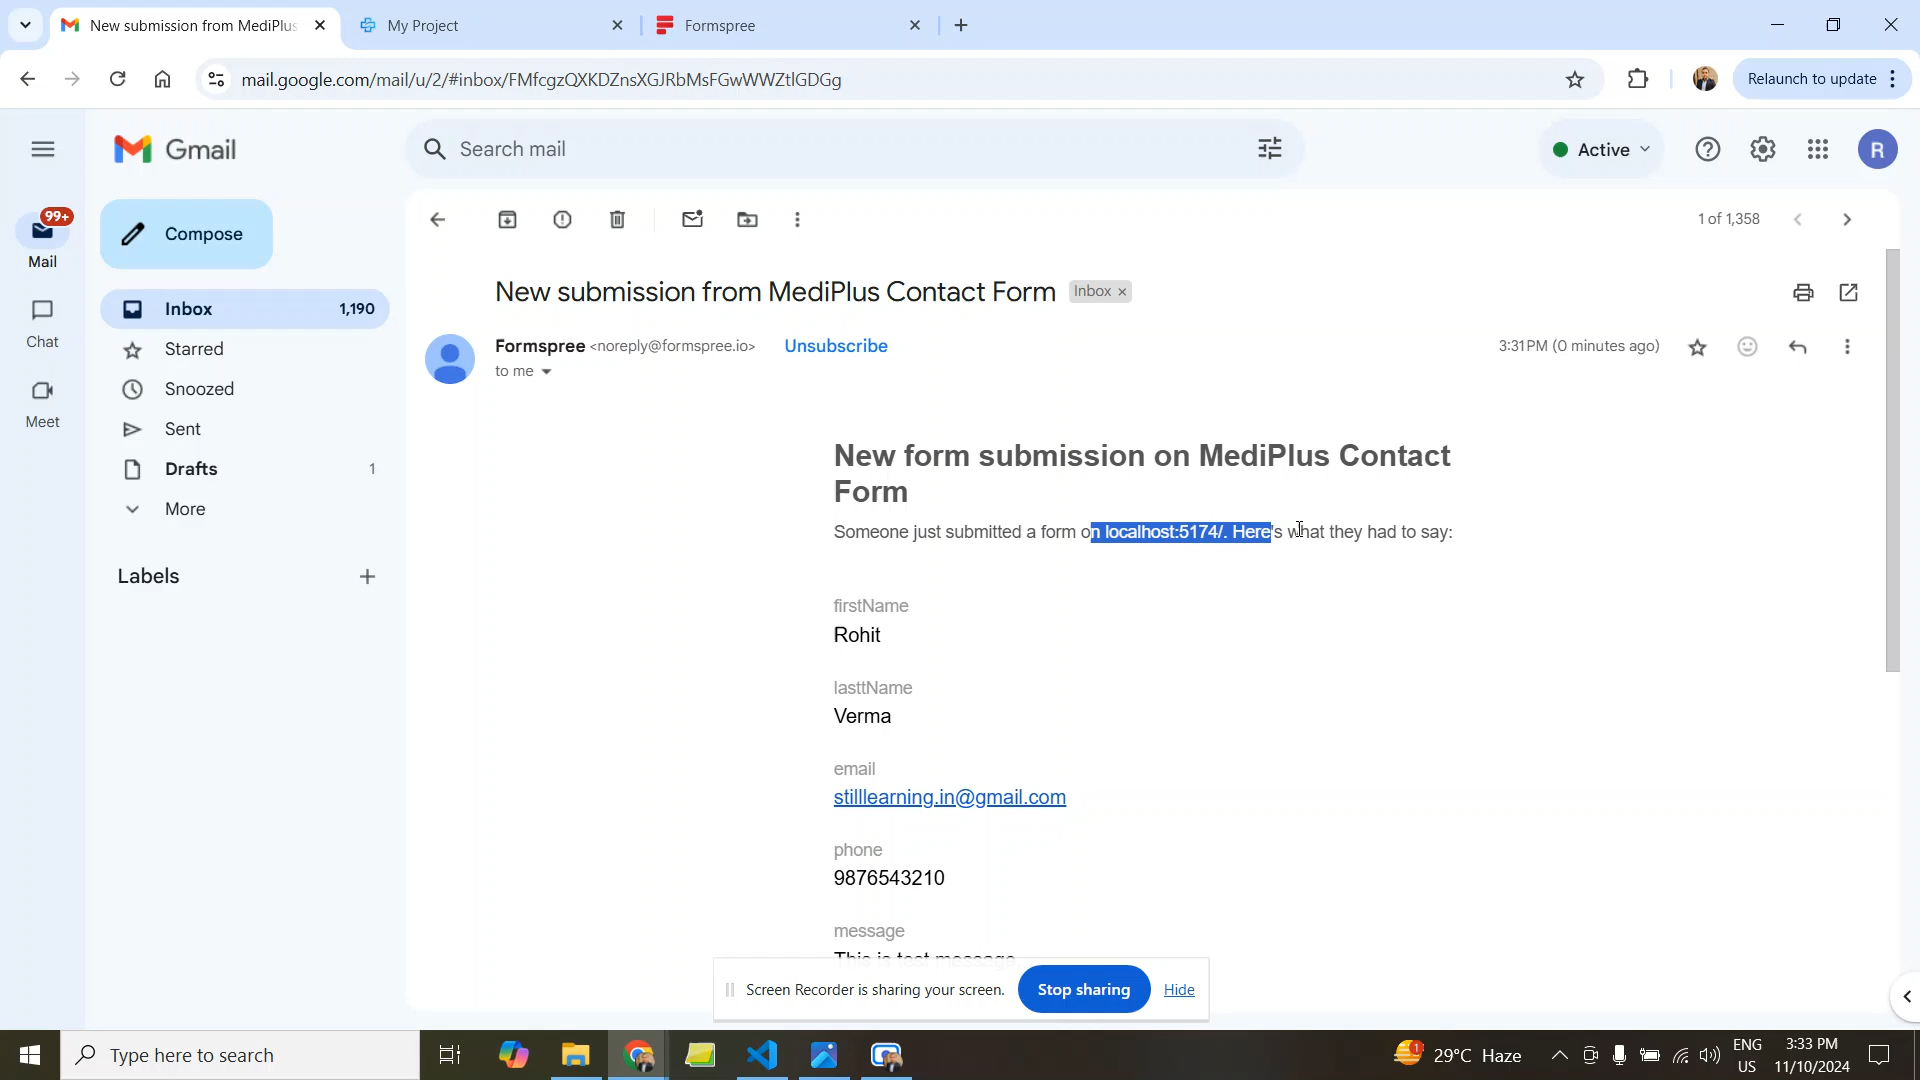 New submission from MediPlus
My Project
Formspree
mail.google.com/mail/u/2/#inbox/FMfcgzQXKDZnsXGJRbMsFGwWWZtlGDGg
Relaunch to update
Gmail
Search mail
Active
R
99+
Mail
Chat
Meet
Compose
Inbox 1,190
Starred
Snoozed
Sent
Drafts 1
More
Labels
1 of 1,358
New submission from MediPlus Contact Form
Inbox
Formspree <noreply@formspree.io> Unsubscribe
3:31 PM (0 minutes ago)
to me
New form submission on MediPlus Contact
Form
Someone just submitted a form on localhost:5174/. Here's what they had to say:
firstName
Rohit
lasttName
Verma
email
stilllearning.in@gmail.com
phone
9876543210
message
This is test message
Screen Recorder is sharing your screen.
Stop sharing
Hide
Type here to search
1
29°C Haze
ENG
US
3:33 PM
11/10/2024